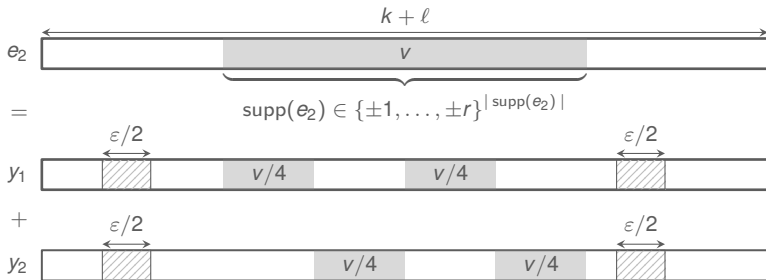 k + ℓ
e₂ v
= supp(e₂) ∈ {±1, . . . , ±r}^{| supp(e₂) |}
ε/2 ε/2
y₁ v/4 v/4
+
ε/2 ε/2
y₂ v/4 v/4